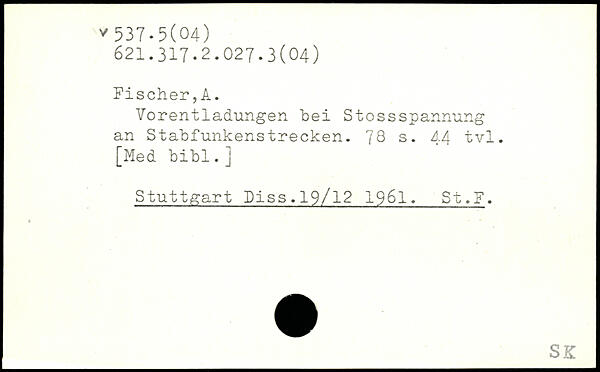 v 537.5(04)
621.317.2.027.3(04)
Fischer,A.
Vorentladungen bei Stossspannung
an Stabfunkenstrecken. 78 s. 44 tvl.
[Med bibl.]
Stuttgart Diss.19/12 1961. St.F.
SK